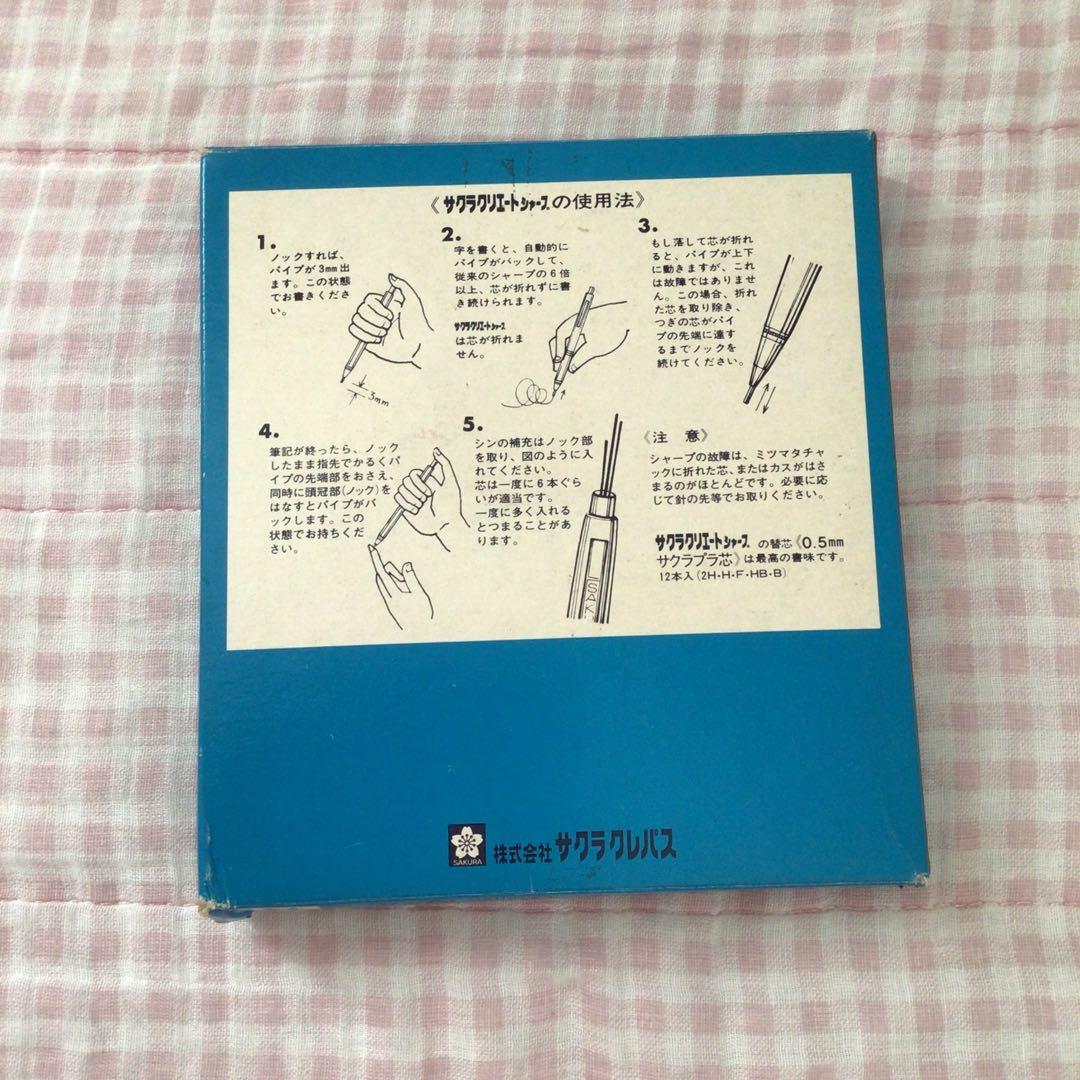 《サクラクリエートシャープの使用法》
1.
ノックすれば、
パイプが3mm出
ます。この状態
でお書きくださ
い。
3mm
2.
字を書くと、自動的に
パイプがバックして、
従来のシャープの6倍
以上、芯が折れずに書
き続けられます。
サクラクリエートシャープ
は芯が折れま
せん。
3.
もし落して芯が折れ
ると、パイプが上下
に動きますが、これ
は故障ではありませ
ん。この場合、折れ
た芯を取り除き、
つぎの芯がパイ
プの先端に達す
るまでノックを
続けてください。
4.
筆記が終ったら、ノック
したまま指先でかるくパ
イプの先端部をおさえ、
同時に頭冠部(ノック)を
はなすとパイプがバ
ックします。この
状態でお持ちくだ
さい。
5.
シンの補充はノック部
を取り、図のように入
れてください。
芯は一度に6本ぐら
いが適当です。
一度に多く入れる
とつまることがあ
ります。
SAK
《注 意》
シャープの故障は、ミツマタチャ
ックに折れた芯、またはカスがはさ
まるのがほとんどです。必要に応
じて針の先等でお取りください。
サクラクリエートシャープの替芯《0.5mm
サクラプラ芯》は最高の書味です。
12本入(2H・H・F・HB・B)
SAKURA
株式会社サクラクレパス